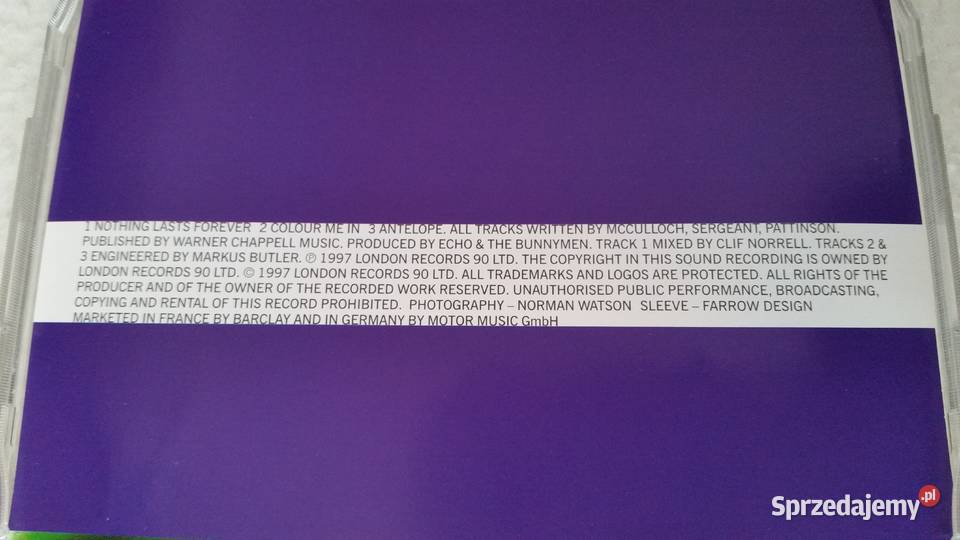 1 NOTHING LASTS FOREVER 2 COLOUR ME IN 3 ANTELOPE. ALL TRACKS WRITTEN BY MCCULLOCH, SERGEANT, PATTINSON.
PUBLISHED BY WARNER CHAPPELL MUSIC. PRODUCED BY ECHO & THE BUNNYMEN. TRACK 1 MIXED BY CLIF NORRELL. TRACKS 2 &
3 ENGINEERED BY MARKUS BUTLER. ℗ 1997 LONDON RECORDS 90 LTD. THE COPYRIGHT IN THIS SOUND RECORDING IS OWNED BY
LONDON RECORDS 90 LTD. © 1997 LONDON RECORDS 90 LTD. ALL TRADEMARKS AND LOGOS ARE PROTECTED. ALL RIGHTS OF THE
PRODUCER AND OF THE OWNER OF THE RECORDED WORK RESERVED. UNAUTHORISED PUBLIC PERFORMANCE, BROADCASTING,
COPYING AND RENTAL OF THIS RECORD PROHIBITED. PHOTOGRAPHY – NORMAN WATSON SLEEVE – FARROW DESIGN
MARKETED IN FRANCE BY BARCLAY AND IN GERMANY BY MOTOR MUSIC GmbH
Sprzedajemy.pl